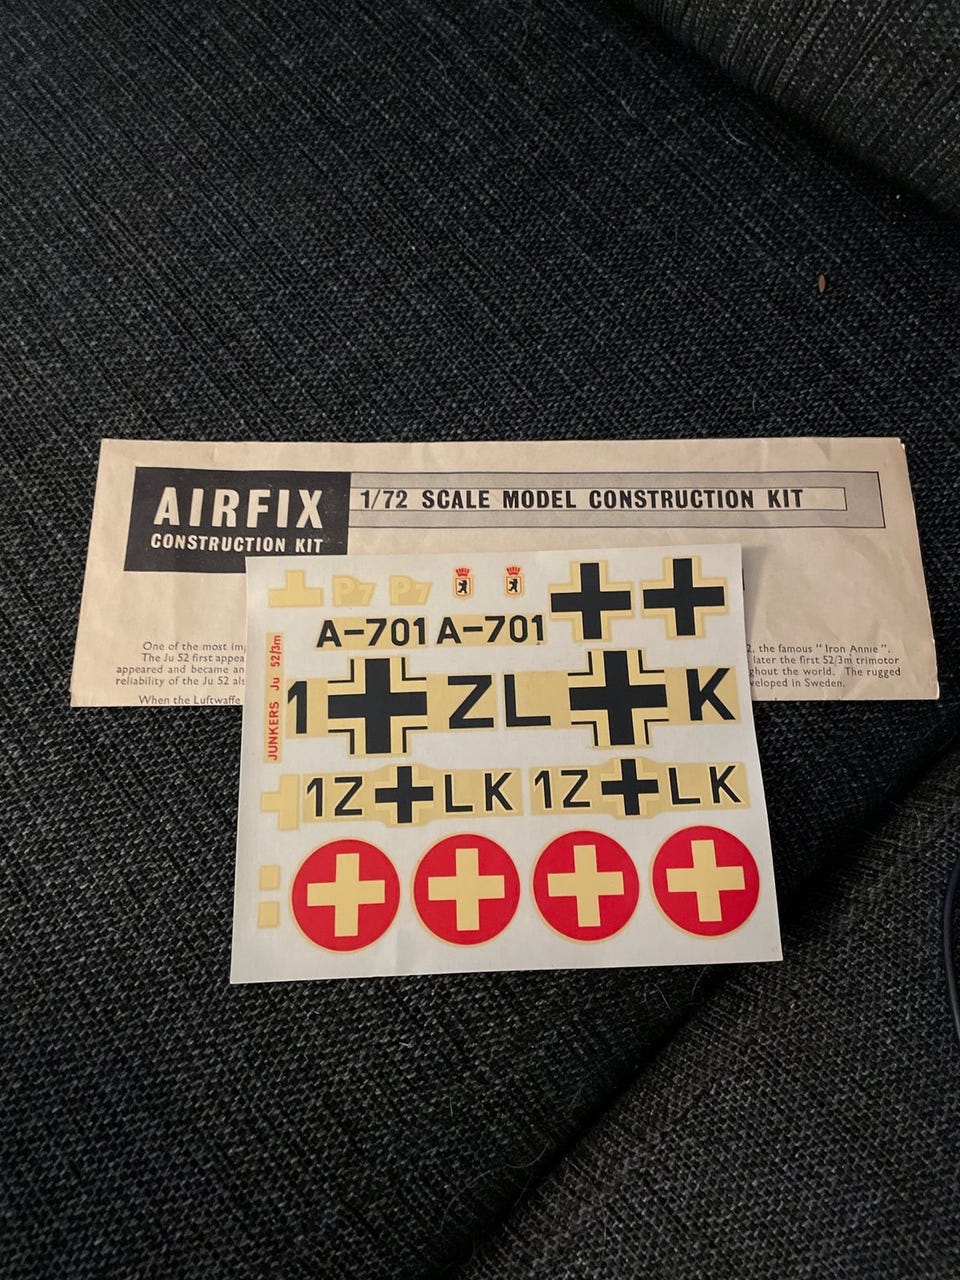 AIRFIX
CONSTRUCTION KIT
1/72 SCALE MODEL CONSTRUCTION KIT
One of the most im
The Ju 52 first appea
appeared and became an
reliability of the Ju 52 als
When the Luftwaffe
2, the famous " Iron Annie ".
later the first 52/3m trimotor
ghout the world. The rugged
veloped in Sweden.
P7 P7
A-701 A-701
JUNKERS Ju 52/3m
1 ZL K
1Z LK 1Z LK